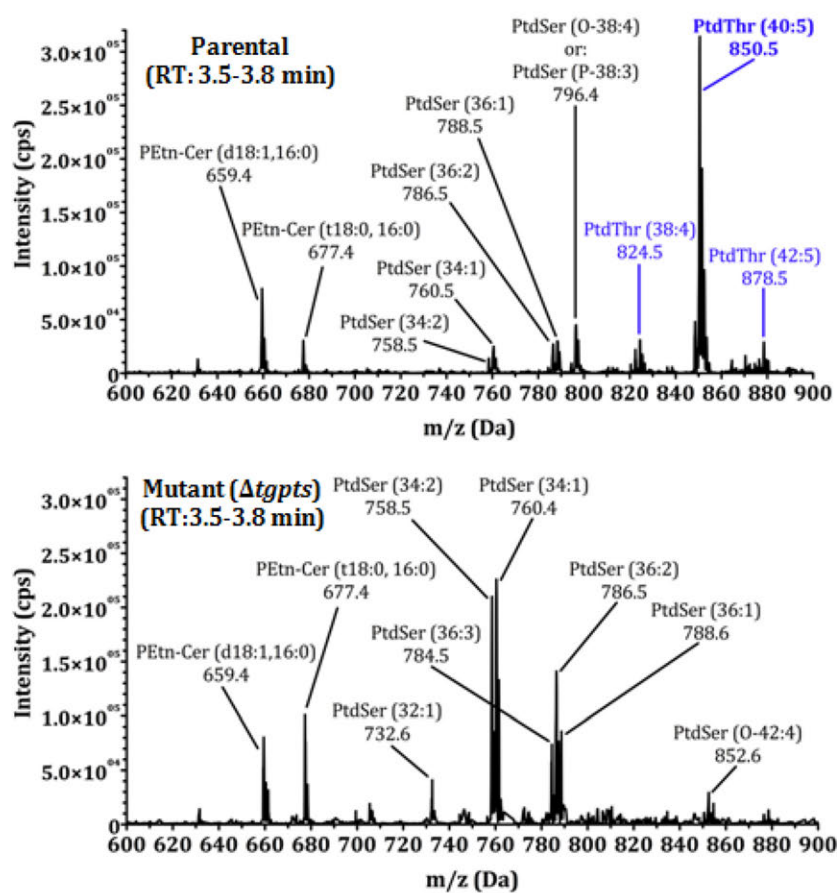 Parental
(RT: 3.5-3.8 min)
PtdSer (O-38:4)
or:
PtdSer (P-38:3)
796.4
PtdThr (40:5)
850.5
PtdSer (36:1)
788.5
PEtn-Cer (d18:1,16:0)
659.4
PtdSer (36:2)
786.5
PEtn-Cer (t18:0, 16:0)
677.4
PtdSer (34:1)
760.5
PtdSer (34:2)
758.5
PtdThr (38:4)
824.5
PtdThr (42:5)
878.5
Intensity (cps)
3.0×10⁰⁵
2.5×10⁰⁵
2.0×10⁰⁵
1.5×10⁰⁵
1.0×10⁰⁵
5.0×10⁰⁴
0
600 620 640 660 680 700 720 740 760 780 800 820 840 860 880 900
m/z (Da)
Mutant (Δtgpts)
(RT:3.5-3.8 min)
PtdSer (34:2)
758.5
PtdSer (34:1)
760.4
PEtn-Cer (t18:0, 16:0)
677.4
PtdSer (36:2)
786.5
PEtn-Cer (d18:1,16:0)
659.4
PtdSer (36:3)
784.5
PtdSer (36:1)
788.6
PtdSer (32:1)
732.6
PtdSer (O-42:4)
852.6
Intensity (cps)
3.0×10⁰⁵
2.5×10⁰⁵
2.0×10⁰⁵
1.5×10⁰⁵
1.0×10⁰⁵
5.0×10⁰⁴
0
600 620 640 660 680 700 720 740 760 780 800 820 840 860 880 900
m/z (Da)